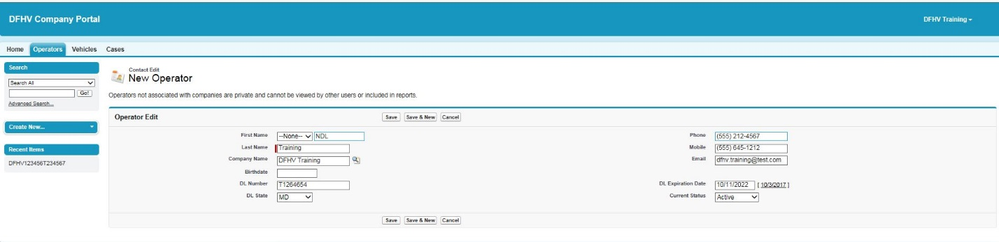 DFHV Company Portal
DFHV Training
Home Operators Vehicles Cases
Search
Search All
Go!
Advanced Search...
Create New...
Recent Items
DFHV123456T234567
Contact Edit
New Operator
Operators not associated with companies are private and cannot be viewed by other users or included in reports.
Operator Edit Save Save & New Cancel
First Name --None-- NDL Phone (555) 212-4567
Last Name Training Mobile (555) 645-1212
Company Name DFHV Training Email dfhv.training@test.com
Birthdate
DL Number T1264654 DL Expiration Date 10/11/2022 [ 10/3/2017 ]
DL State MD Current Status Active
Save Save & New Cancel